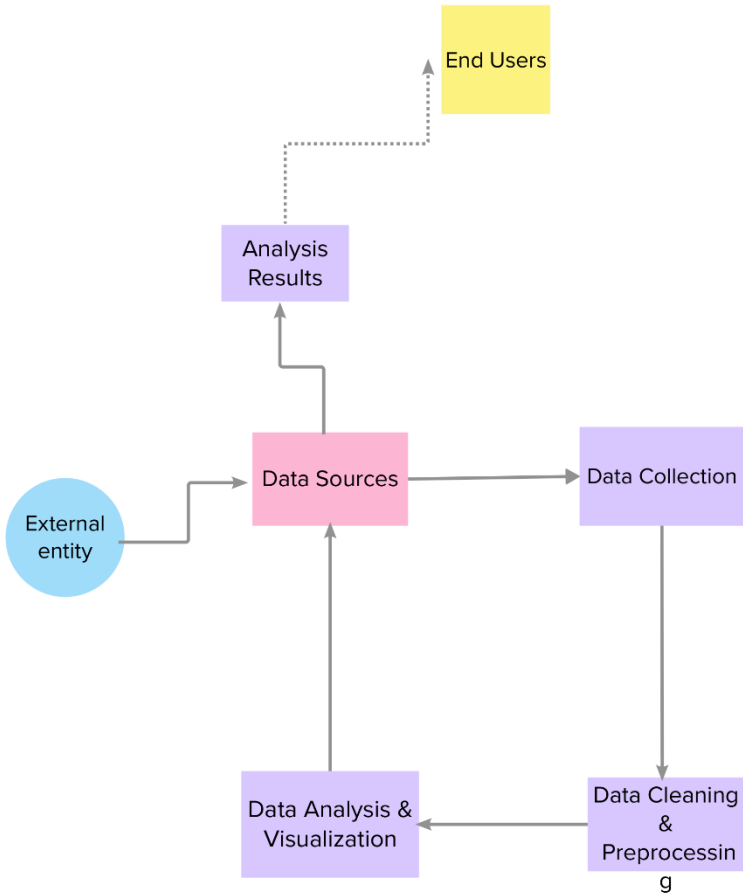 End Users
Analysis
Results
Data Sources
Data Collection
External
entity
Data Analysis &
Visualization
Data Cleaning
&
Preprocessin
g